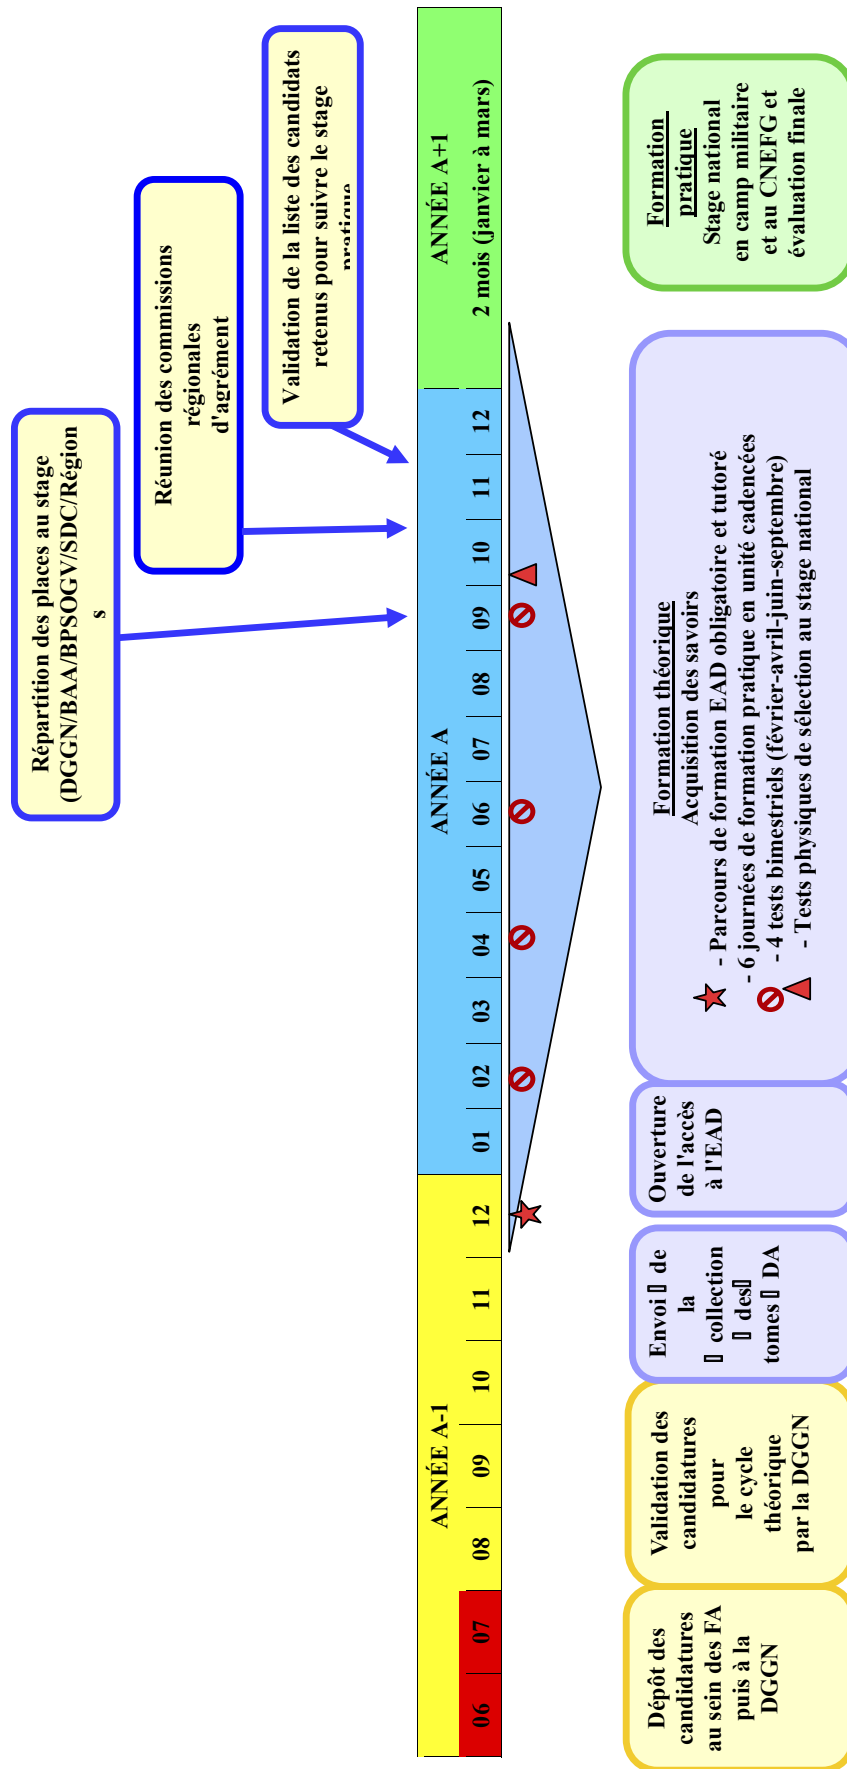 Répartition des places au stage
(DGGN/BAA/BPSOGV/SDC/Région
s
Réunion des commissions
régionales
d'agrément
Validation de la liste des candidats
retenus pour suivre le stage
pratique
ANNÉE A-1
ANNÉE A
ANNÉE A+1
06
07
08
09
10
11
12
01
02
03
04
05
06
07
08
09
10
11
12
2 mois (janvier à mars)
Dépôt des
candidatures
au sein des FA
puis à la
DGGN
Validation des
candidatures
pour
le cycle
théorique
par la DGGN
Envoi ▯ de
la
▯ collection
▯ des▯
tomes ▯ DA
Ouverture
de l'accès
à l'EAD
Formation théorique
Acquisition des savoirs
- Parcours de formation EAD obligatoire et tutoré
- 6 journées de formation pratique en unité cadencées
- 4 tests bimestriels (février-avril-juin-septembre)
- Tests physiques de sélection au stage national
Formation
pratique
Stage national
en camp militaire
et au CNEFG et
évaluation finale